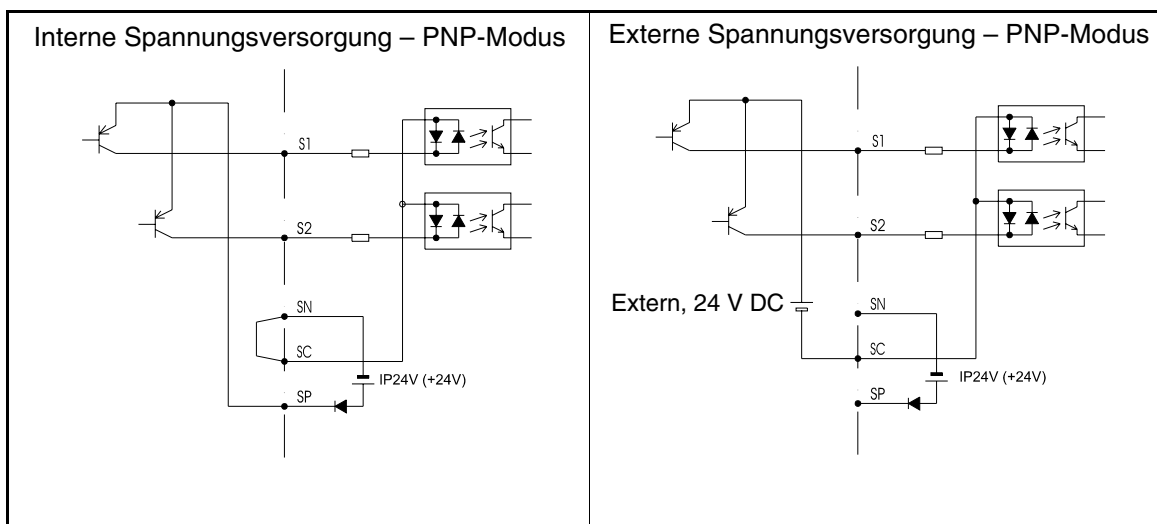 Interne Spannungsversorgung – PNP-Modus
S1
S2
SN
SC
IP24V (+24V)
SP
Externe Spannungsversorgung – PNP-Modus
S1
S2
Extern, 24 V DC
SN
SC
IP24V (+24V)
SP